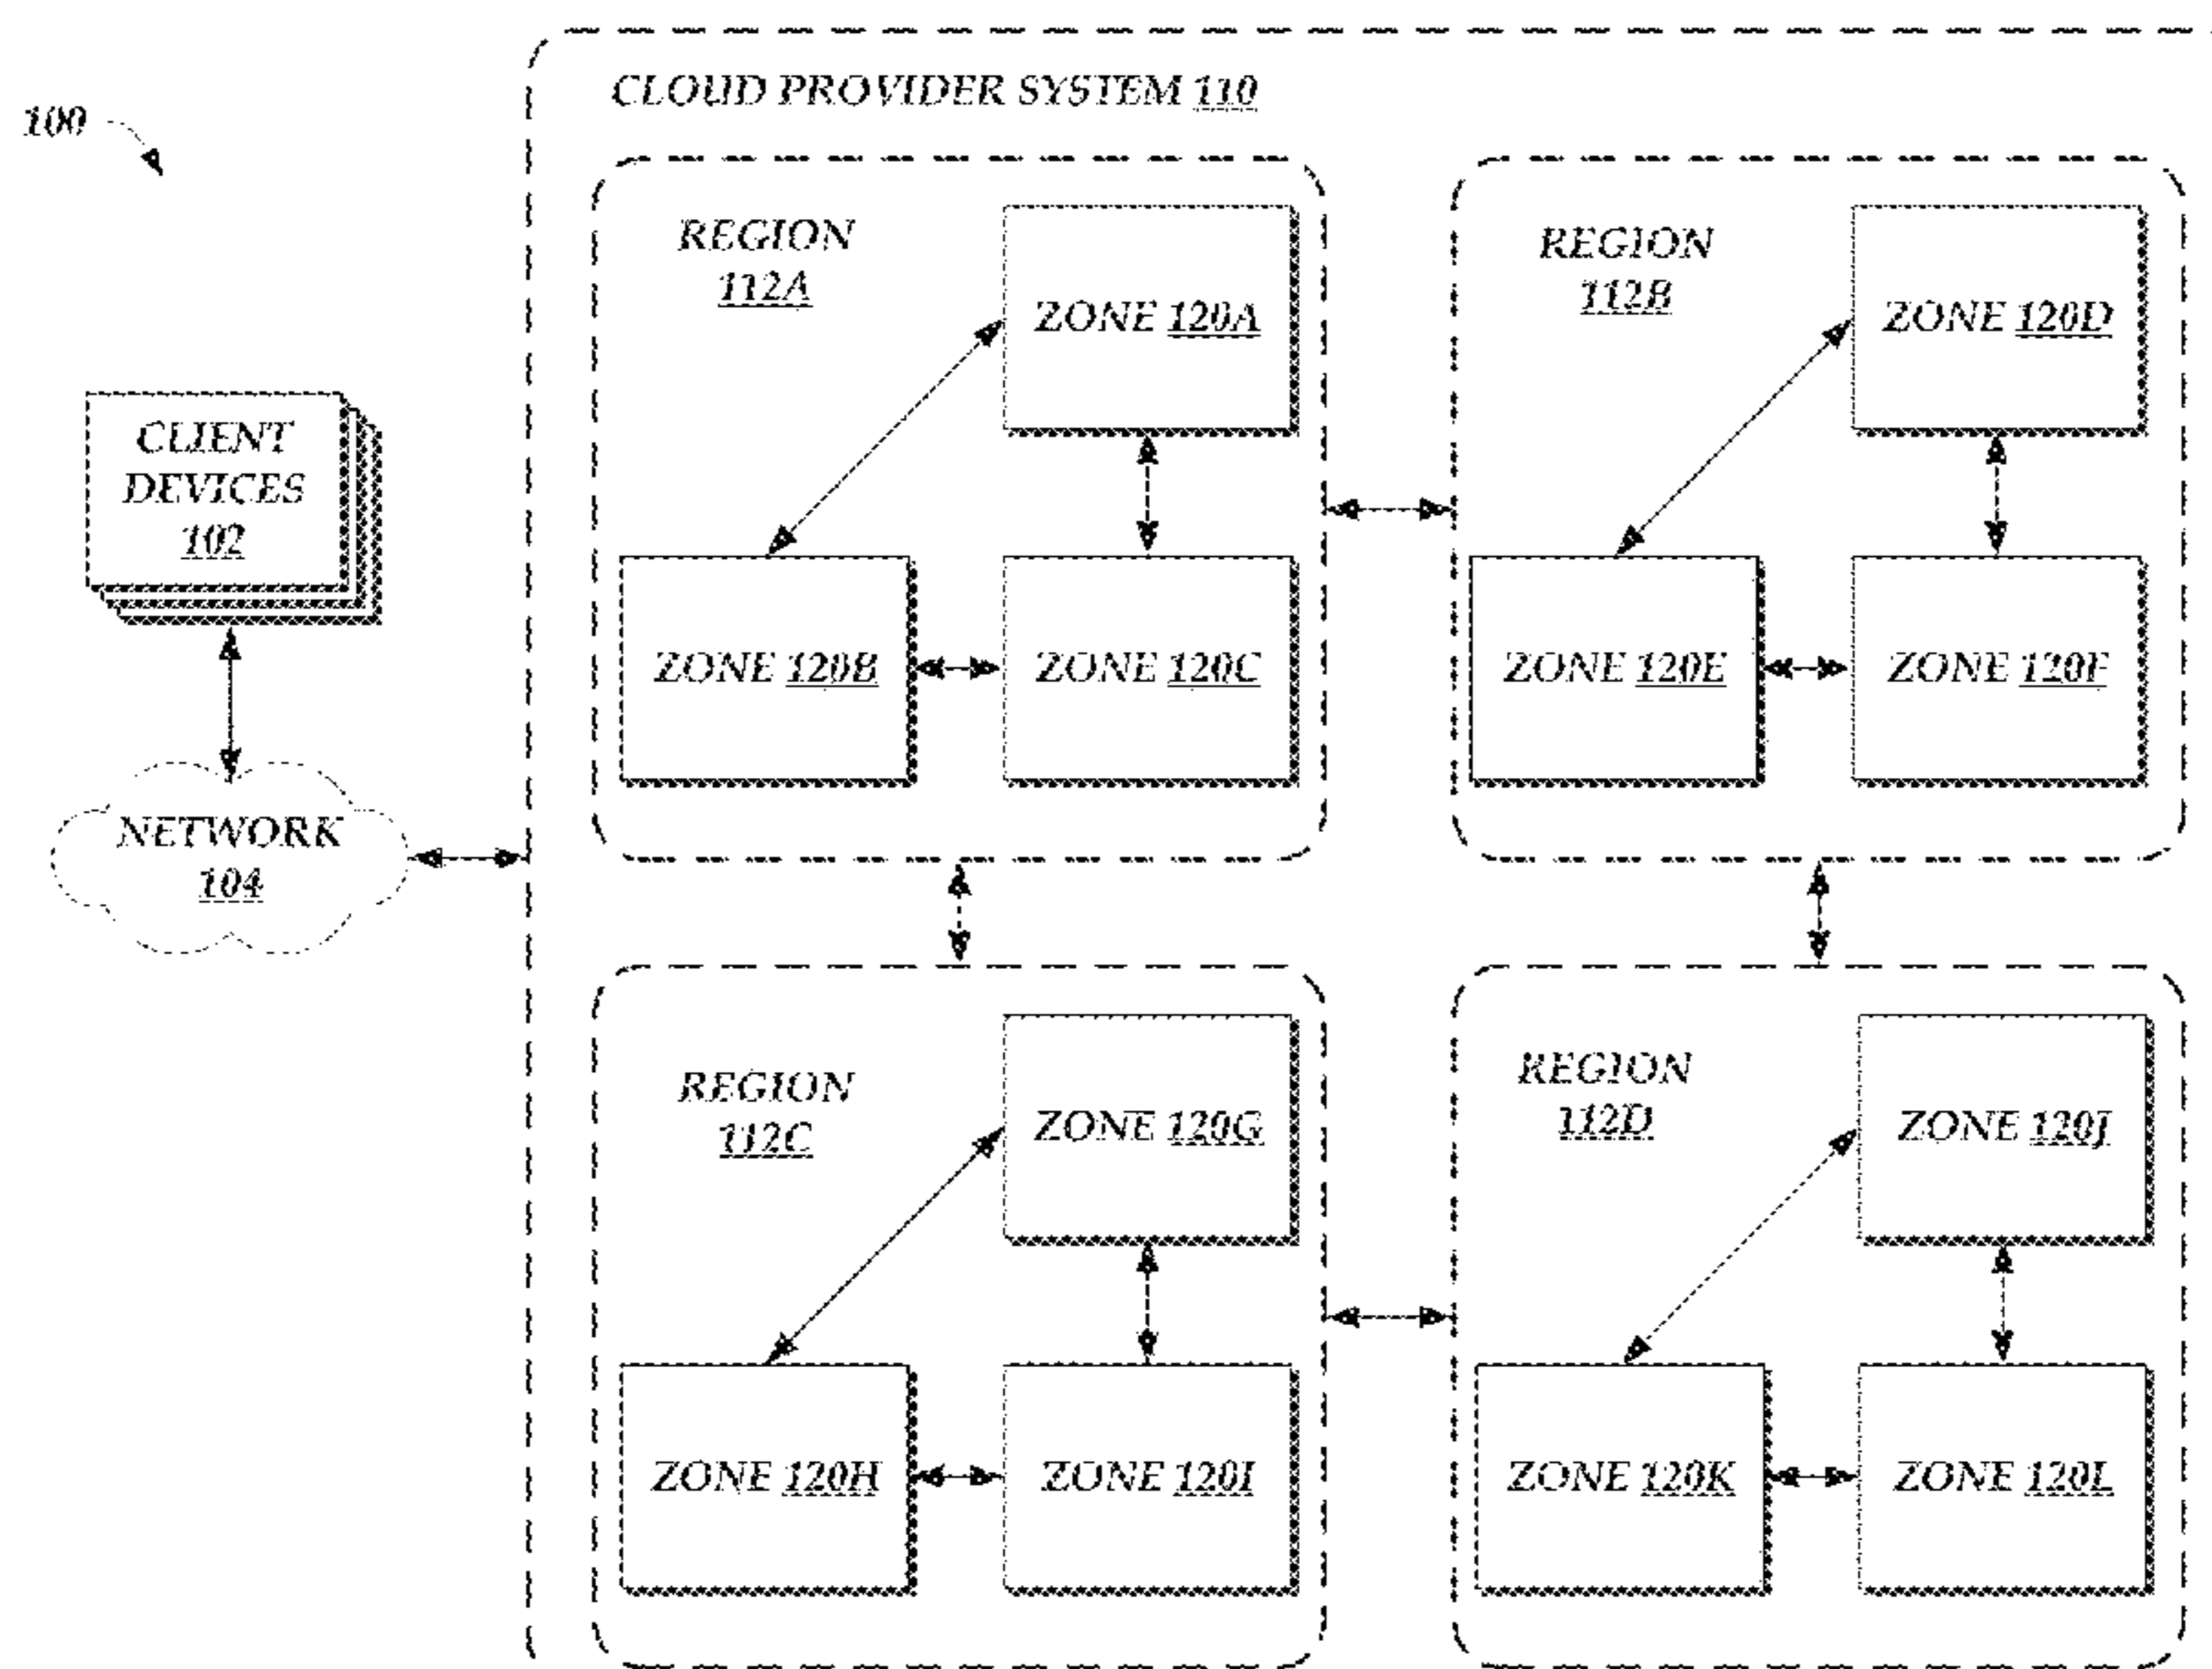 100
CLOUD PROVIDER SYSTEM 110
REGION
112A
ZONE 120A
ZONE 120B
ZONE 120C
REGION
112B
ZONE 120D
ZONE 120E
ZONE 120F
CLIENT
DEVICES
102
NETWORK
104
REGION
112C
ZONE 120G
ZONE 120H
ZONE 120I
REGION
112D
ZONE 120J
ZONE 120K
ZONE 120L